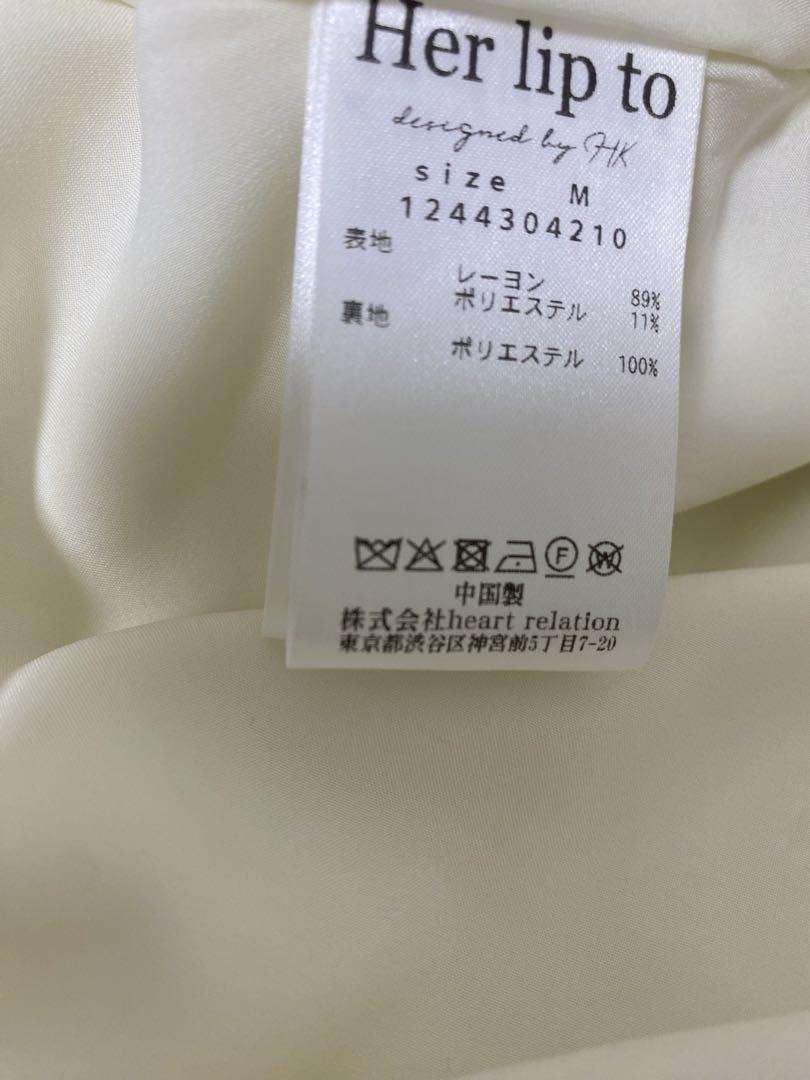 Her lip to
designed by HK
size M
1244304210
表地
レーヨン 89%
ポリエステル 11%
裏地
ポリエステル 100%
F W
中国製
株式会社heart relation
東京都渋谷区神宮前5丁目7-20